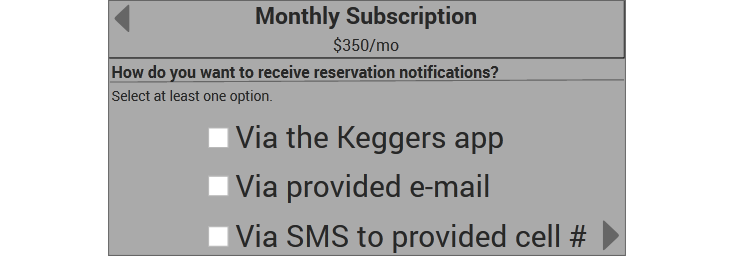 Monthly Subscription
$350/mo
How do you want to receive reservation notifications?
Select at least one option.
Via the Keggers app
Via provided e-mail
Via SMS to provided cell #